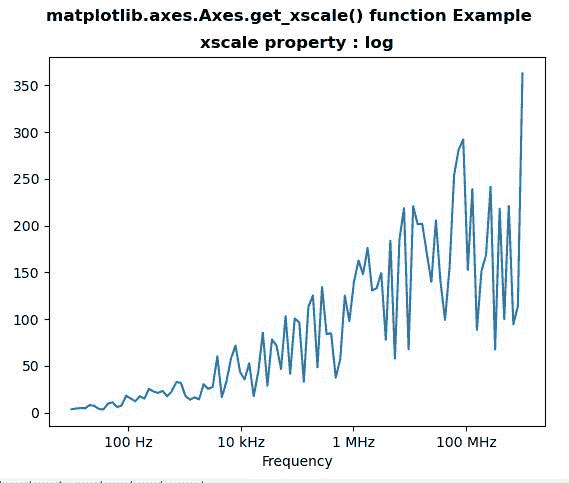 matplotlib.axes.Axes.get_xscale() function Example
xscale property : log
350
300
250
200
150
100
50
0
100 Hz 10 kHz 1 MHz 100 MHz
Frequency